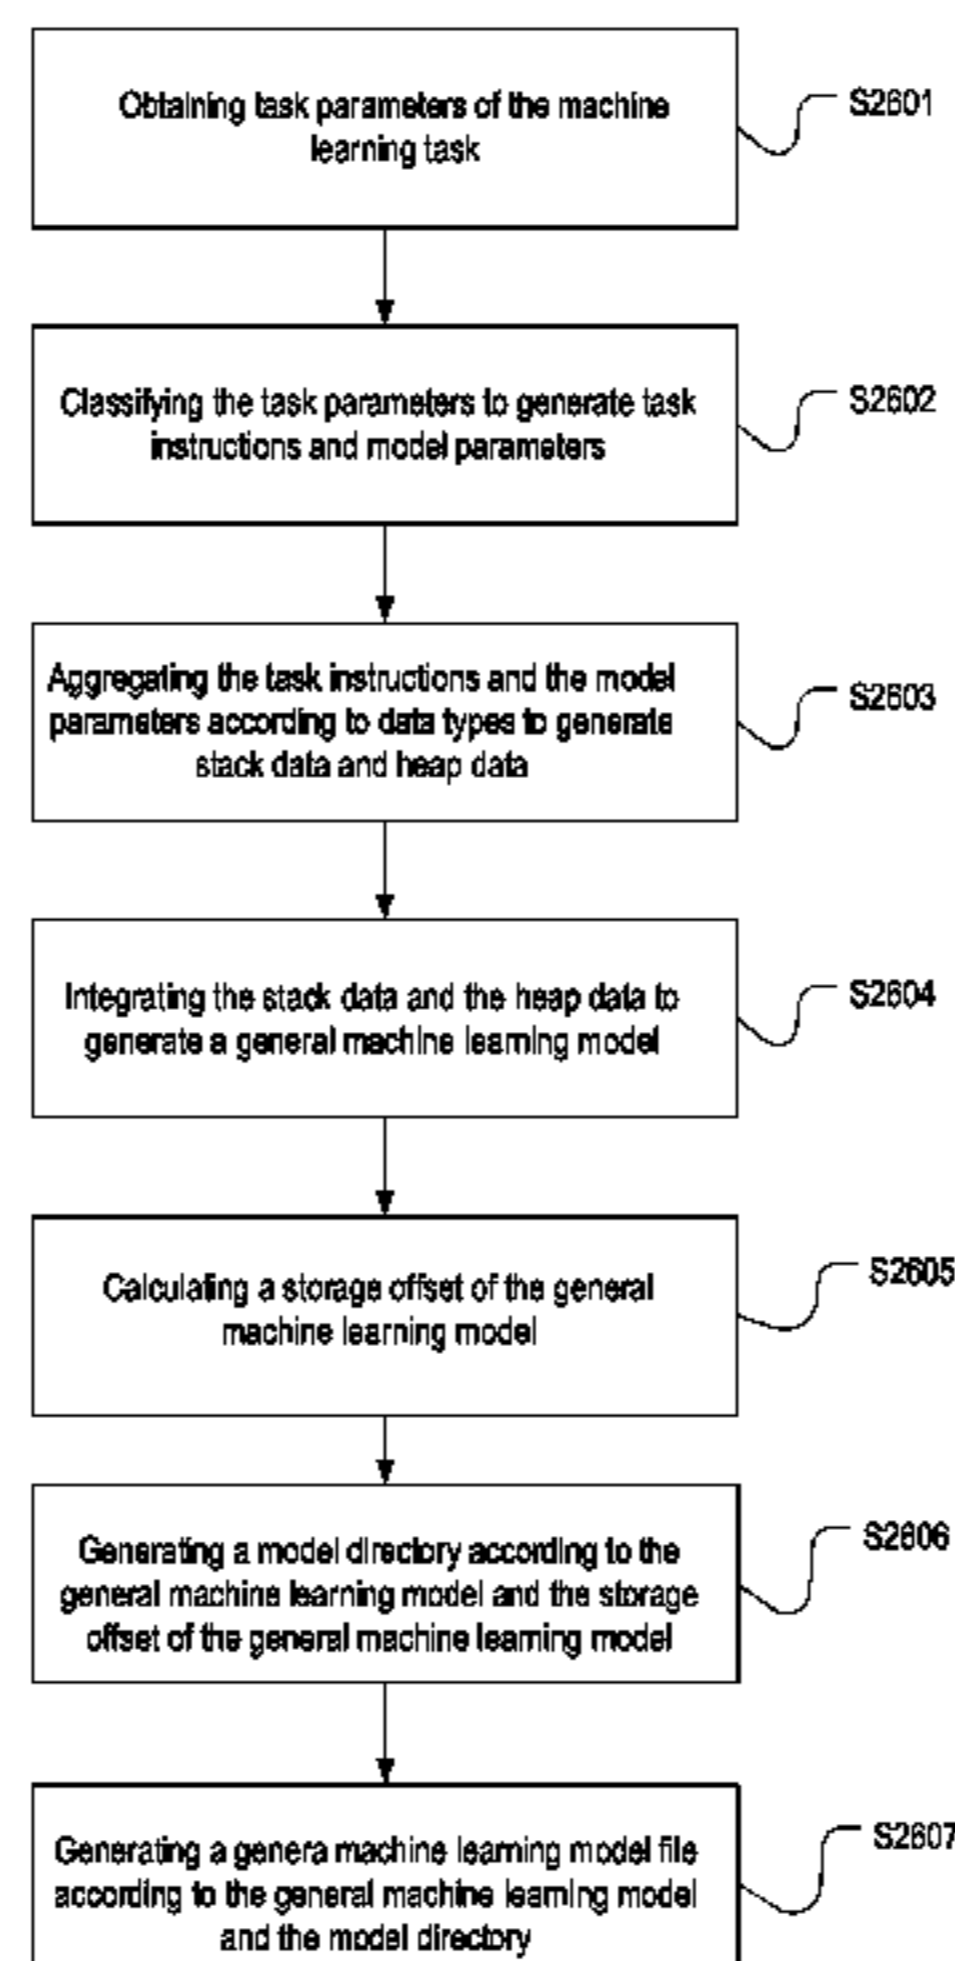 Obtaining task parameters of the machine
learning task
S2601
Classifying the task parameters to generate task
instructions and model parameters
S2602
Aggregating the task instructions and the model
parameters according to data types to generate
stack data and heap data
S2603
Integrating the stack data and the heap data to
generate a general machine learning model
S2604
Calculating a storage offset of the general
machine learning model
S2605
Generating a model directory according to the
general machine learning model and the storage
offset of the general machine learning model
S2606
Generating a genera machine learning model file
according to the general machine learning model
and the model directory
S2607